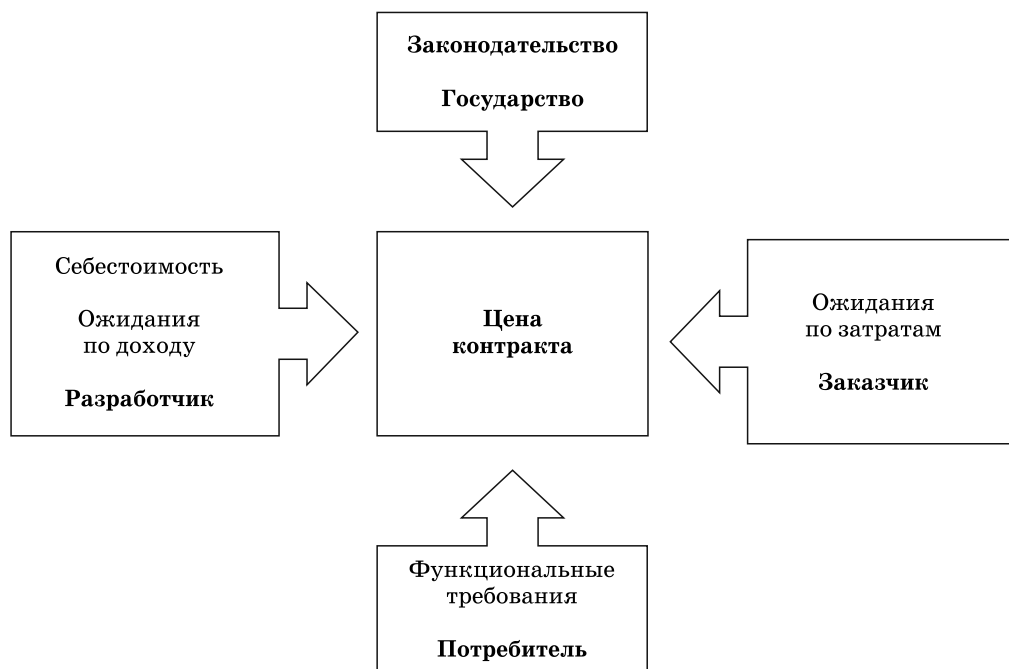 Законодательство
Государство
Себестоимость
Ожидания
по доходу
Разработчик
Цена
контракта
Ожидания
по затратам
Заказчик
Функциональные
требования
Потребитель